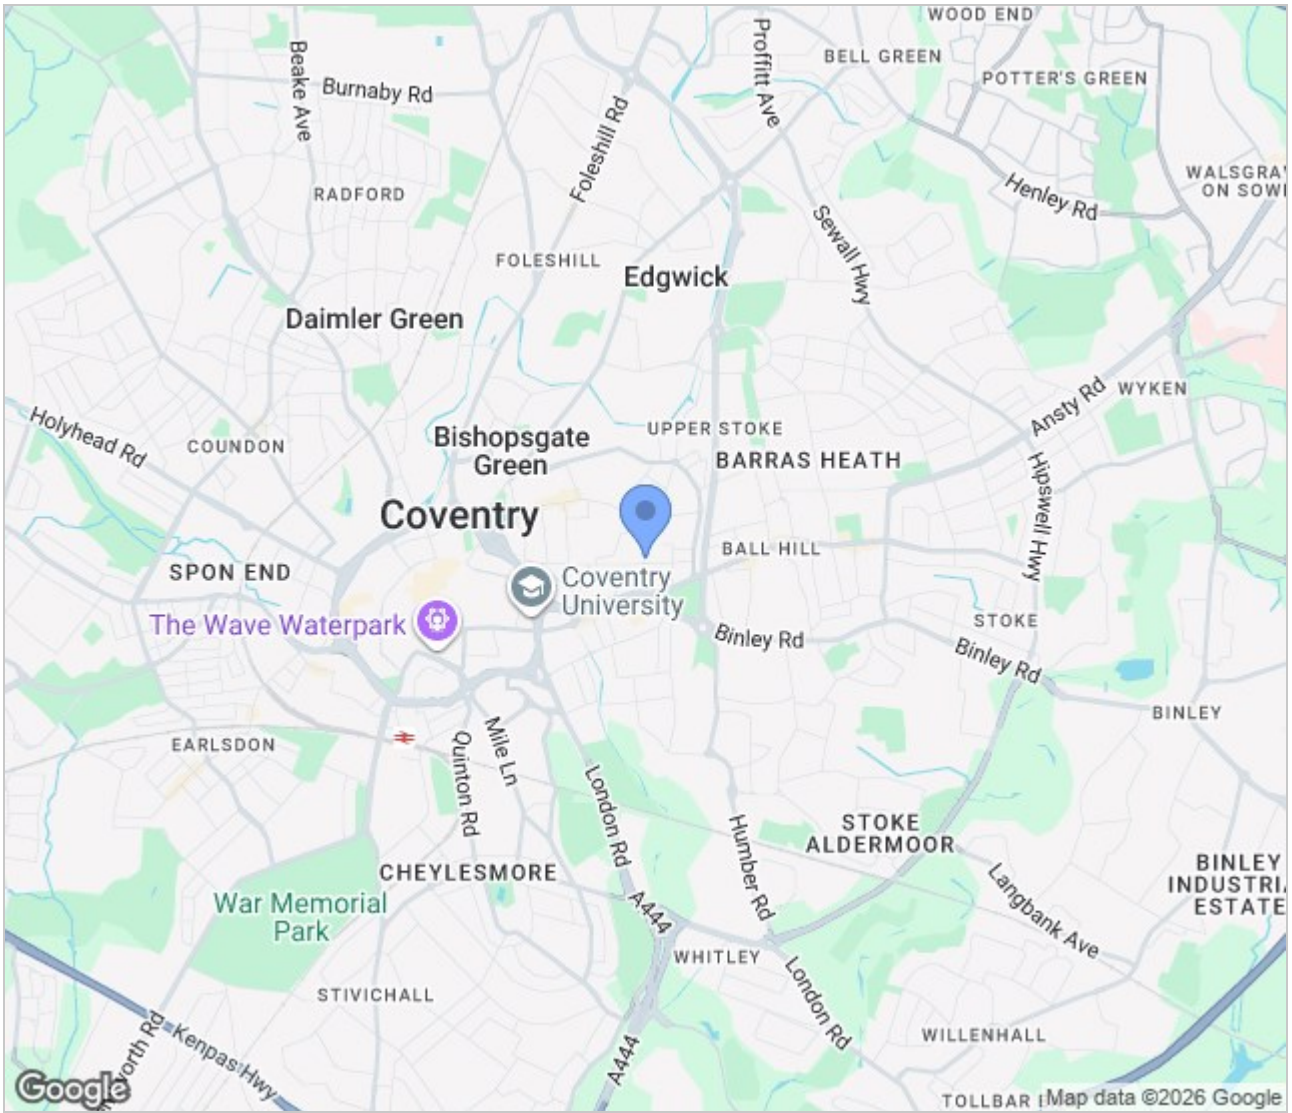 WOOD END
Beake Ave
Proffitt Ave
BELL GREEN
POTTER'S GREEN
Burnaby Rd
Foleshill Rd
RADFORD
Henley Rd
ON SOW
Sewall Hwy
FOLESHILL
Edgwick
Daimler Green
Ansty Rd
WYKEN
Holyhead Rd
COUNDON
Bishopsgate
Green
UPPER STOKE
BARRAS HEATH
Hipswell Hwy
Coventry
BALL HILL
SPON END
Coventry
University
The Wave Waterpark
STOKE
Binley Rd
Binley Rd
BINLEY
EARLSDON
Mile Ln
Quinton Rd
London Rd
Humber Rd
STOKE
ALDERMOOR
CHEYLESMORE
BINLEY
INDUSTRI
ESTATE
Langbank Ave
War Memorial
Park
A444
WHITLEY
London Rd
STIVICHALL
WILLENHALL
Kenpas Hwy
worth Rd
A444
Google
TOLLBAR
Map data ©2026 Google